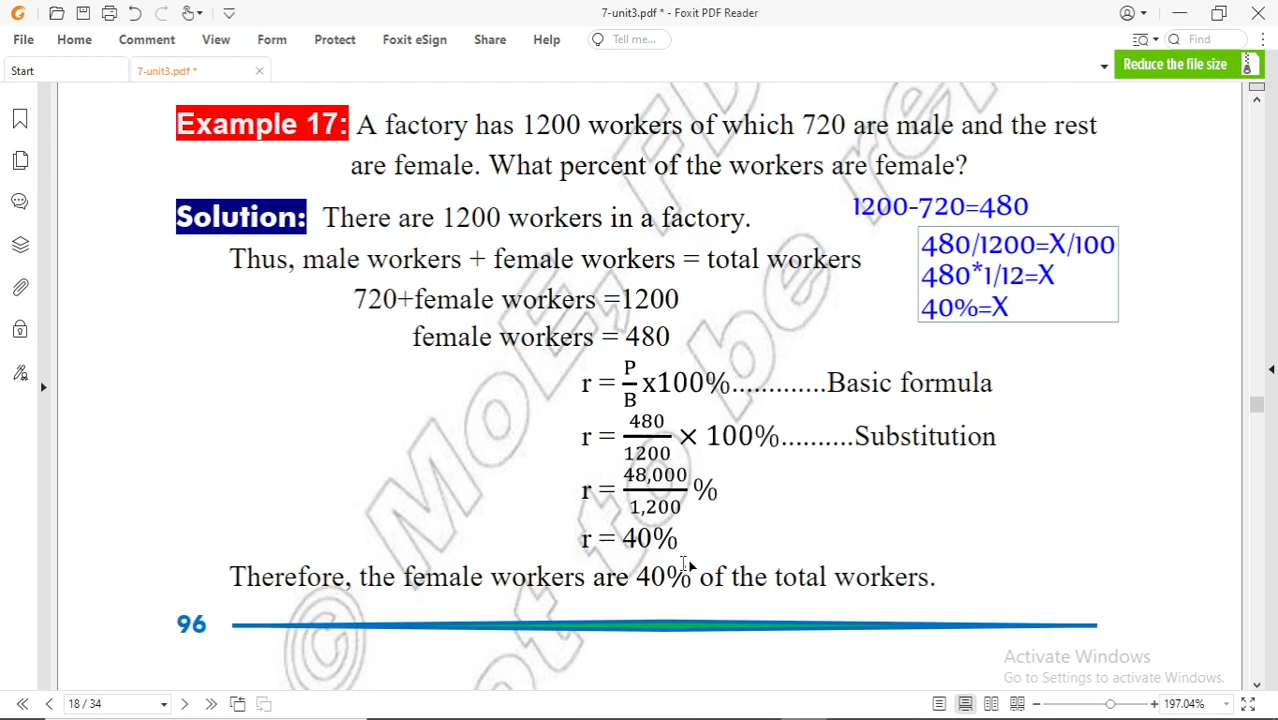 7-unit3.pdf * - Foxit PDF Reader
File Home Comment View Form Protect Foxit eSign Share Help Tell me... Find
Start 7-unit3.pdf * Reduce the file size
Example 17: A factory has 1200 workers of which 720 are male and the rest
are female. What percent of the workers are female?
1200-720=480
Solution: There are 1200 workers in a factory.
480/1200=X/100
Thus, male workers + female workers = total workers
480*1/12=X
720+female workers =1200
40%=X
female workers = 480
r = P/B x100%.............Basic formula
r = 480/1200 × 100%..........Substitution
r = 48,000/1,200 %
r = 40%
Therefore, the female workers are 40% of the total workers.
96
© MoE, FD
not to be re
Activate Windows
Go to Settings to activate Windows.
18 / 34 197.04%